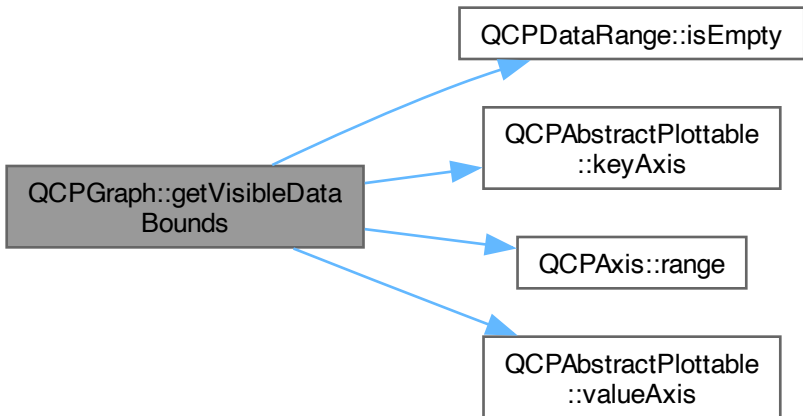 QCPDataRange::isEmpty
QCPAbstractPlottable
::keyAxis
QCPGraph::getVisibleData
Bounds
QCPAxis::range
QCPAbstractPlottable
::valueAxis